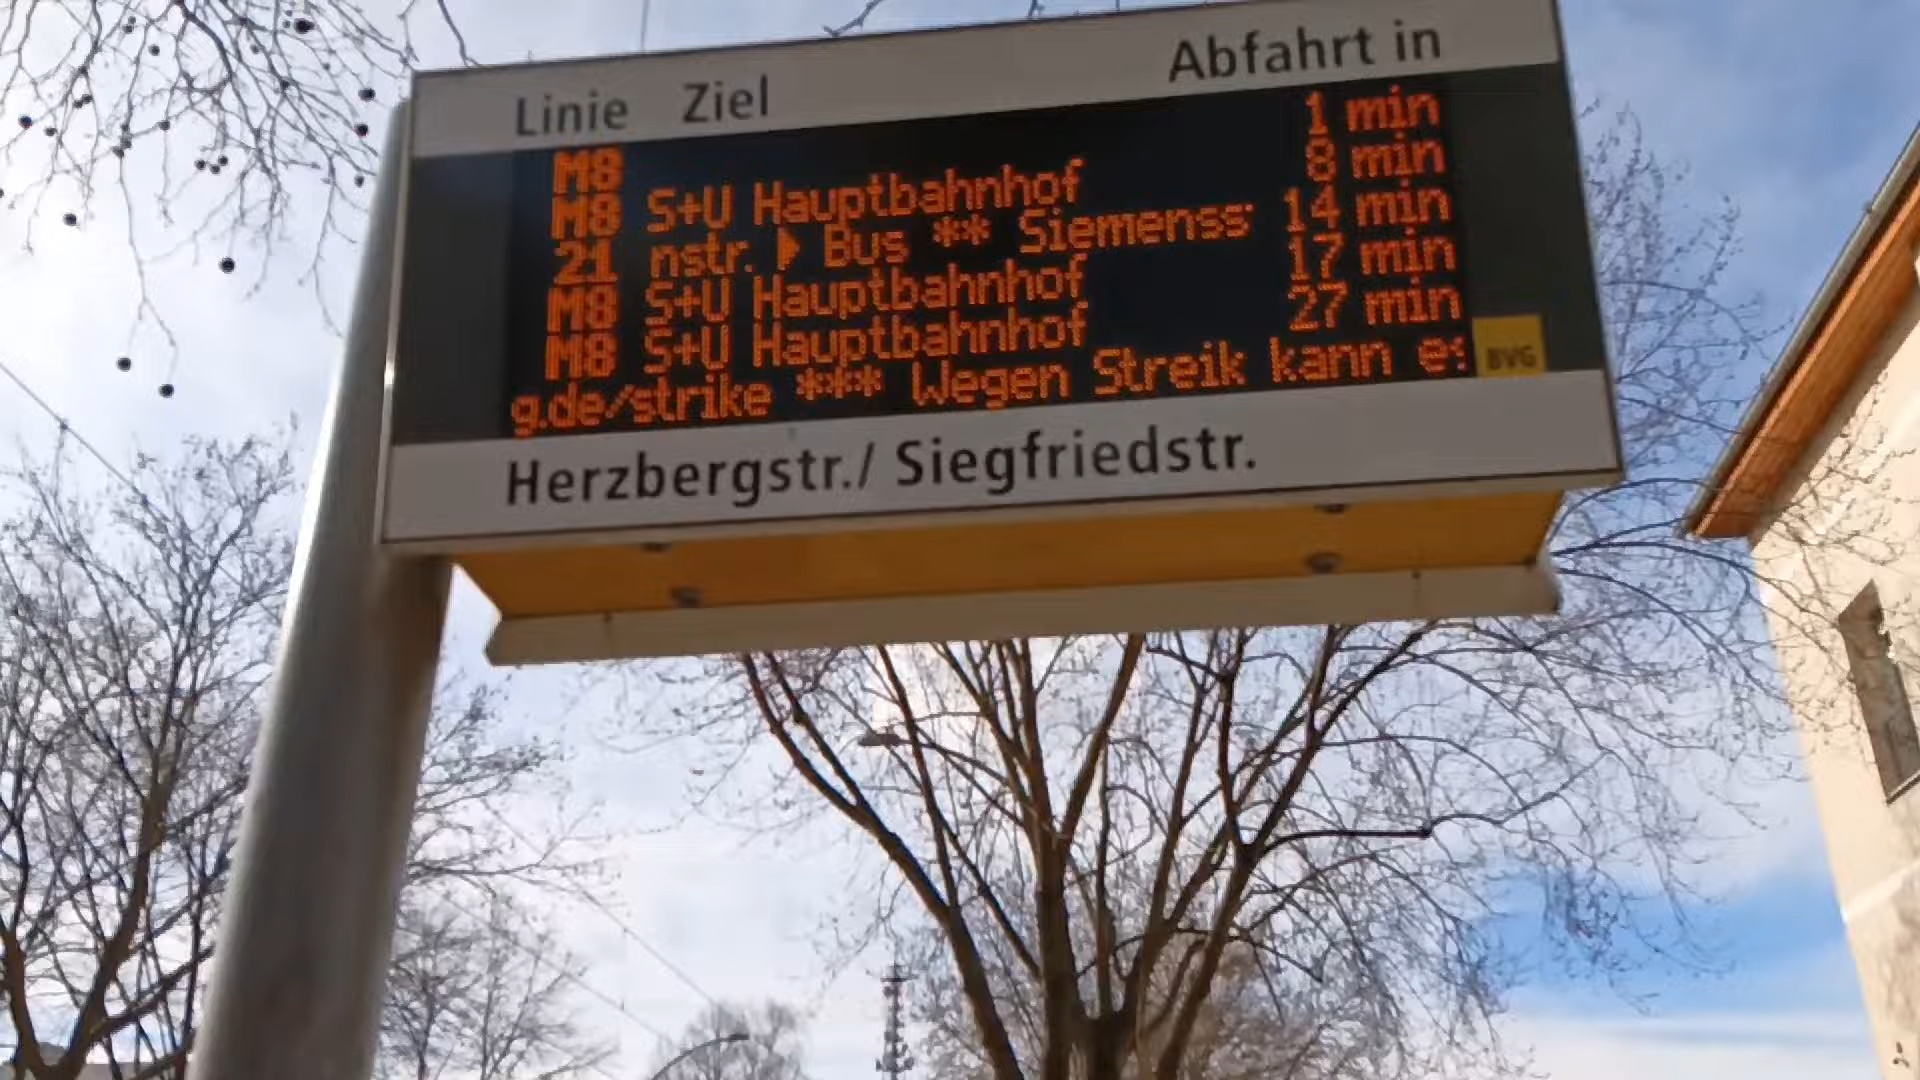 Linie Ziel Abfahrt in
M8 1 min
M8 S+U Hauptbahnhof 8 min
21 nstr. ▶ Bus ** Siemenss 14 min
M8 S+U Hauptbahnhof 17 min
M8 S+U Hauptbahnhof 27 min
g.de/strike *** Wegen Streik kann es
BVG
Herzbergstr./ Siegfriedstr.